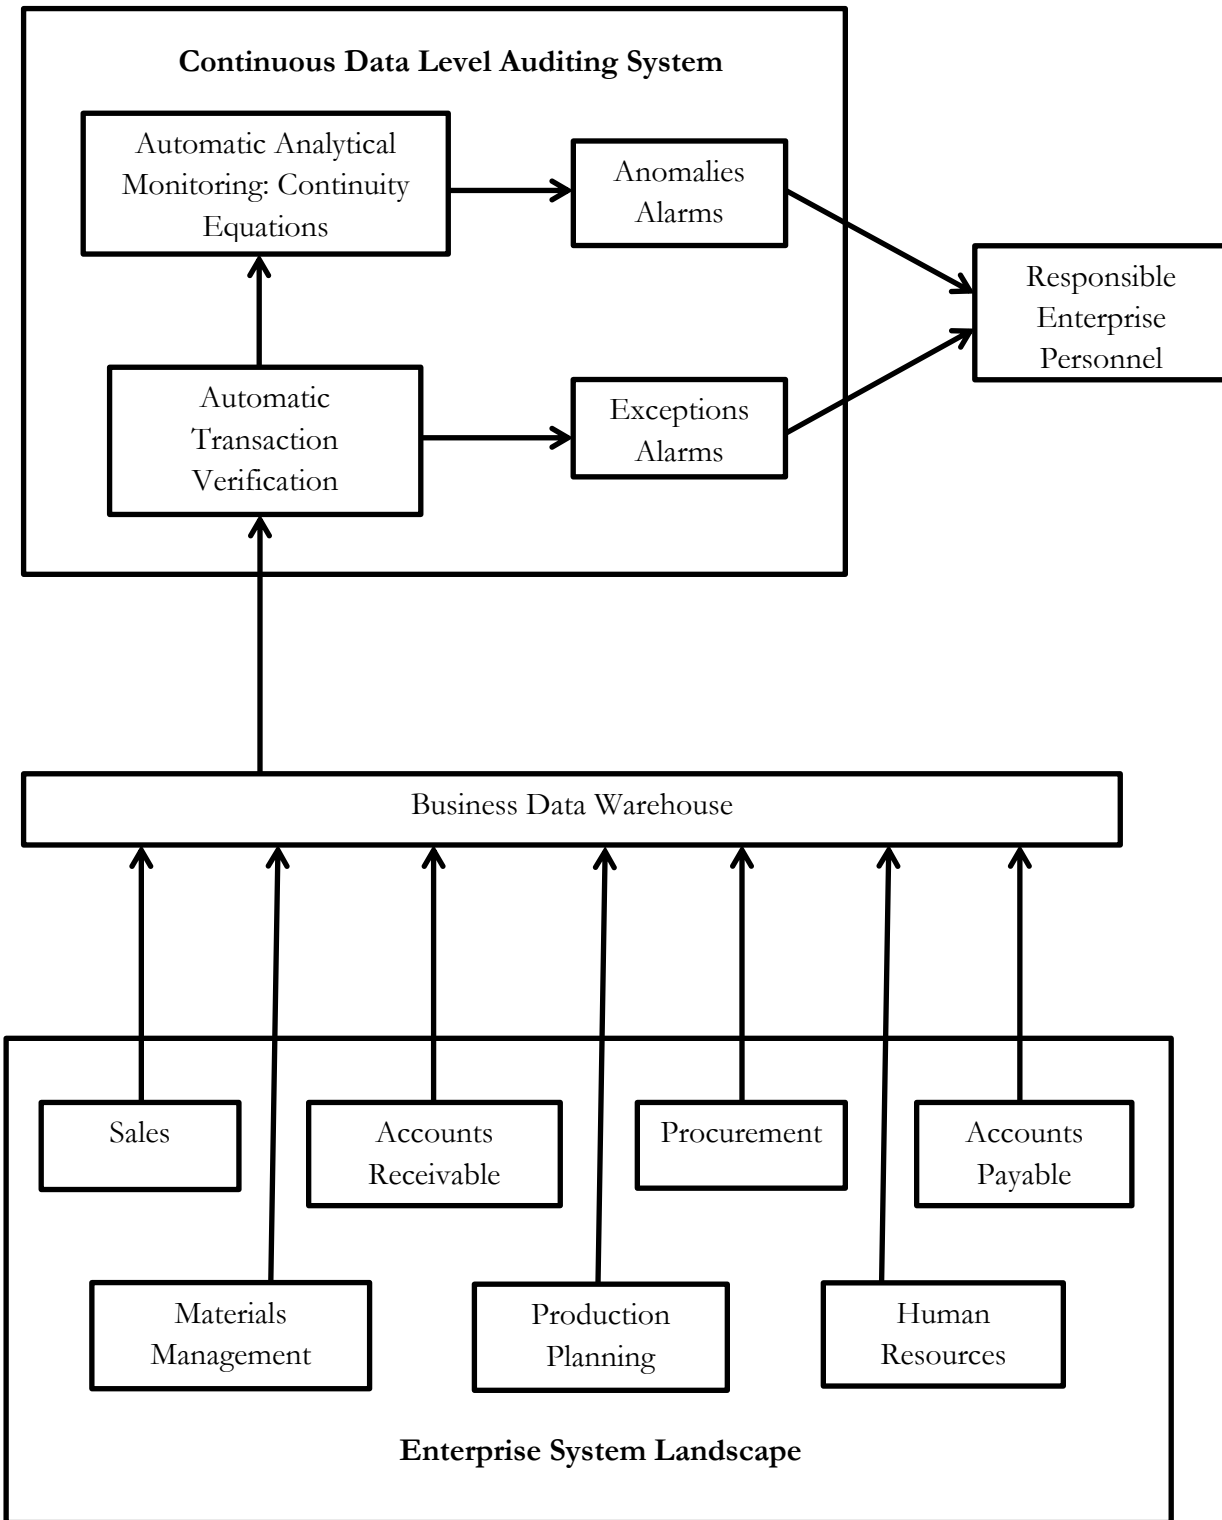 Continuous Data Level Auditing System
Automatic Analytical
Monitoring: Continuity
Equations
Anomalies
Alarms
Responsible
Enterprise
Personnel
Automatic
Transaction
Verification
Exceptions
Alarms
Business Data Warehouse
Sales
Accounts
Receivable
Procurement
Accounts
Payable
Materials
Management
Production
Planning
Human
Resources
Enterprise System Landscape